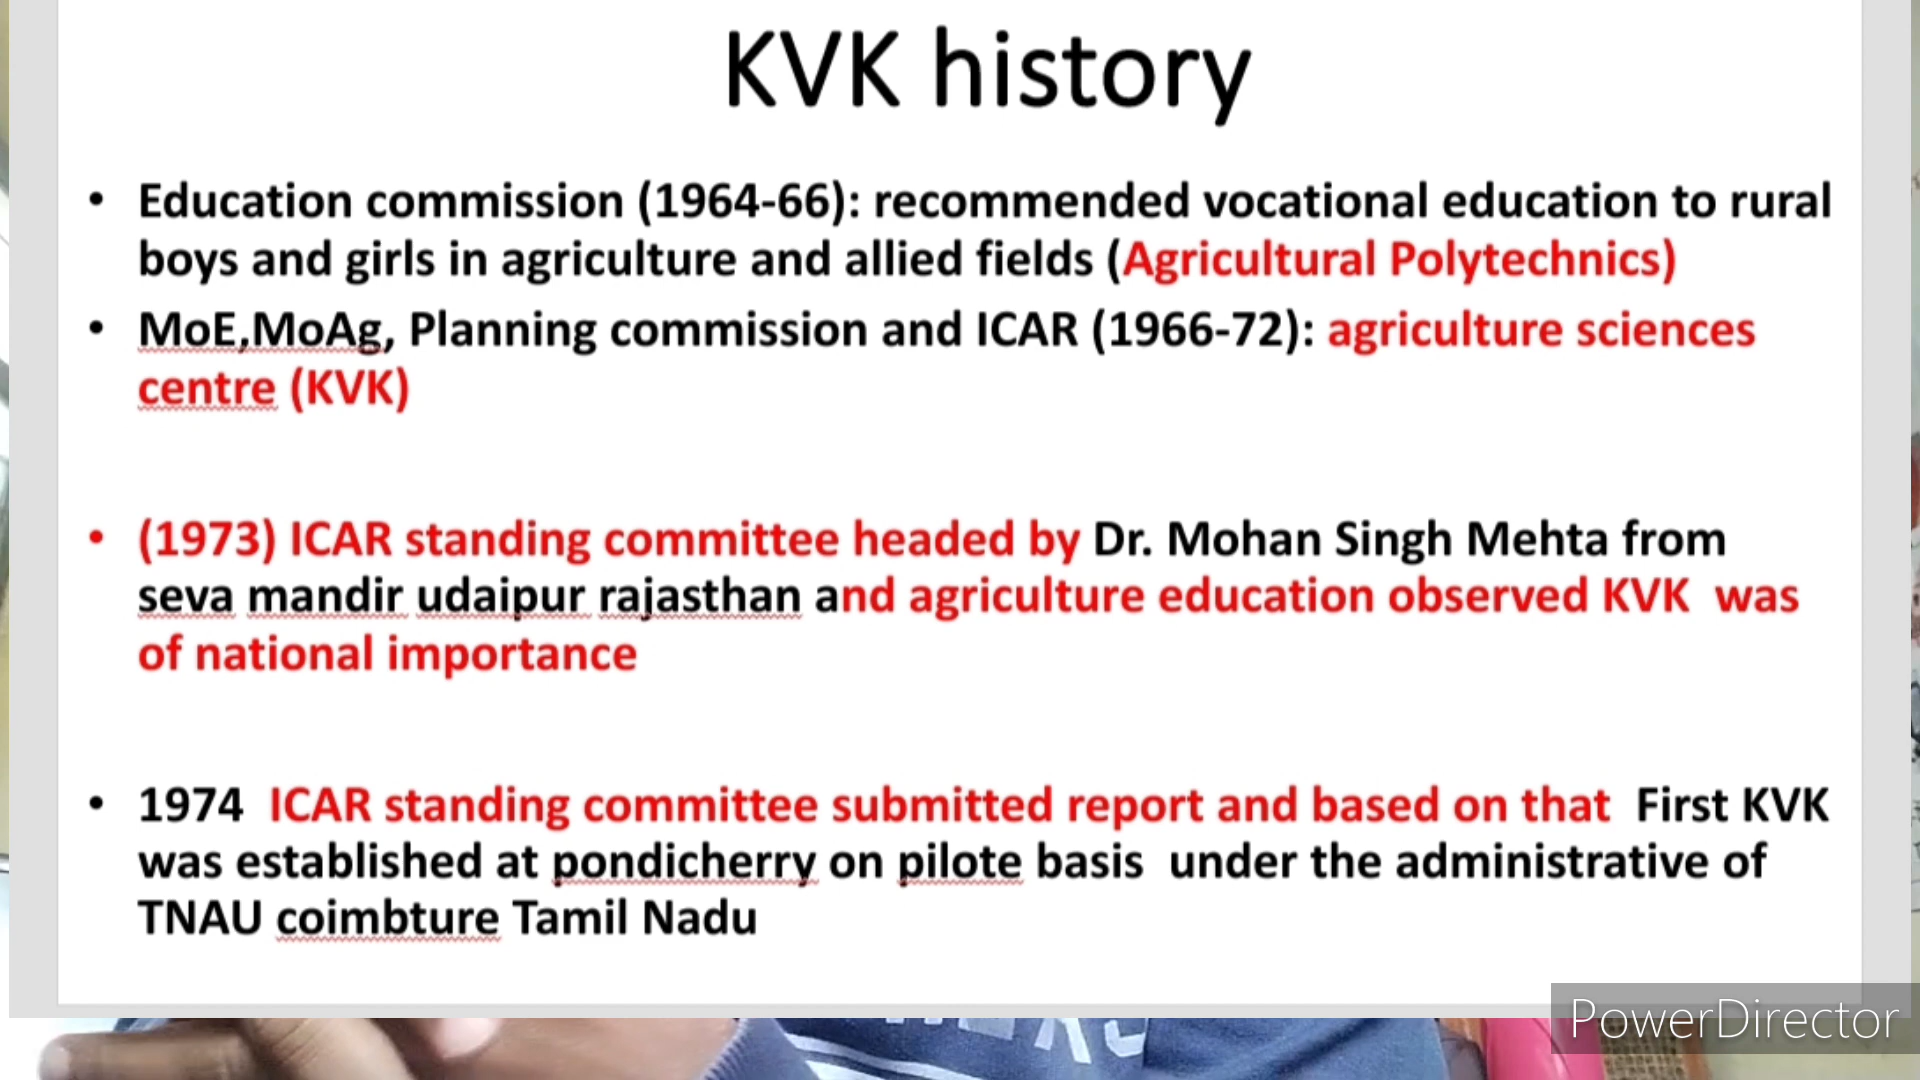 KVK history
• Education commission (1964-66): recommended vocational education to rural
boys and girls in agriculture and allied fields (Agricultural Polytechnics)
• MoE,MoAg, Planning commission and ICAR (1966-72): agriculture sciences
centre (KVK)
• (1973) ICAR standing committee headed by Dr. Mohan Singh Mehta from
seva mandir udaipur rajasthan and agriculture education observed KVK was
of national importance
• 1974 ICAR standing committee submitted report and based on that First KVK
was established at pondicherry on pilote basis under the administrative of
TNAU coimbture Tamil Nadu
PowerDirector